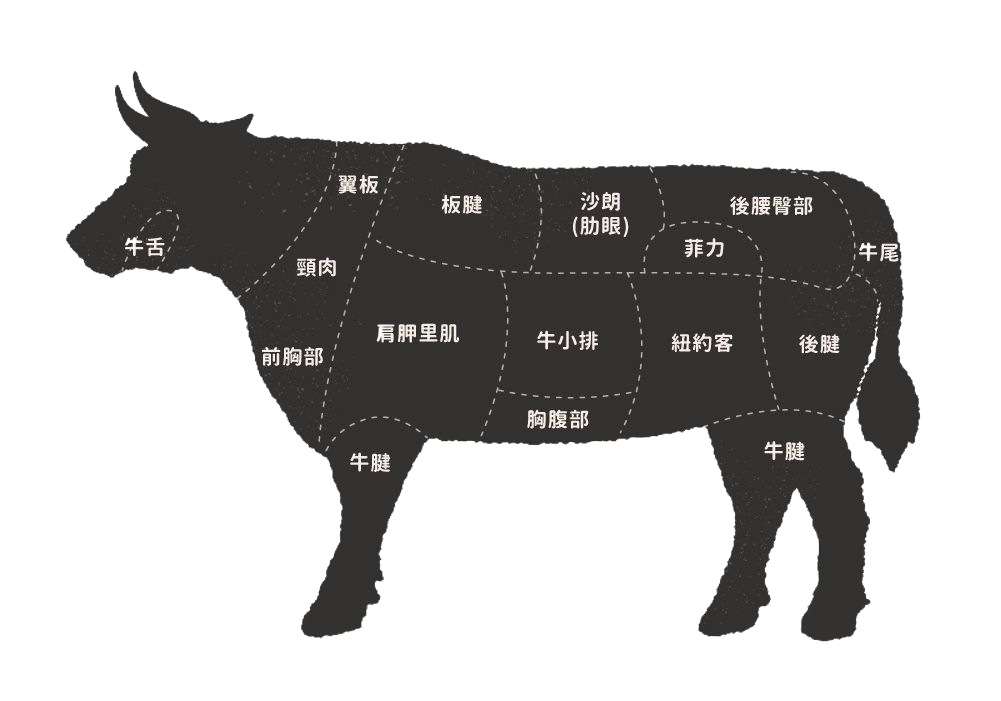 翼板
板腱
沙朗
(肋眼)
後腰臀部
牛舌
頸肉
菲力
牛尾
肩胛里肌
牛小排
紐約客
後腱
前胸部
胸腹部
牛腱
牛腱